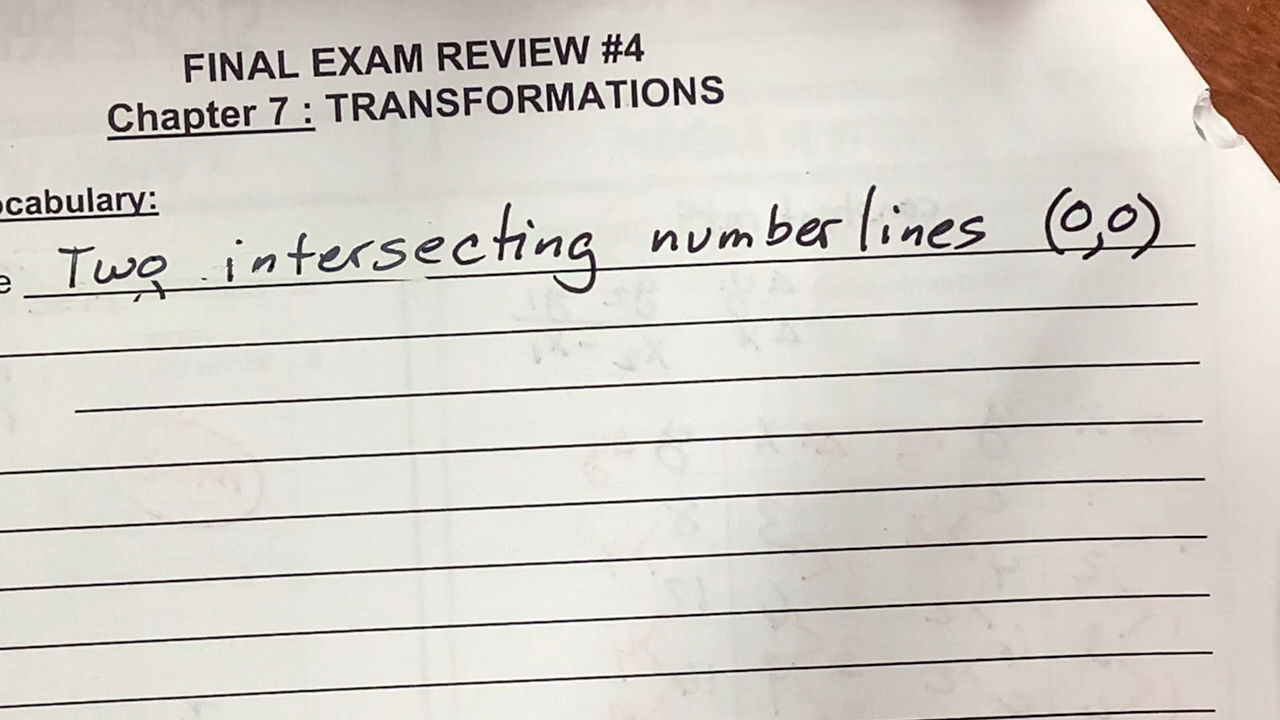 FINAL EXAM REVIEW #4
Chapter 7 : TRANSFORMATIONS
ocabulary:
e Two intersecting number lines (0,0)